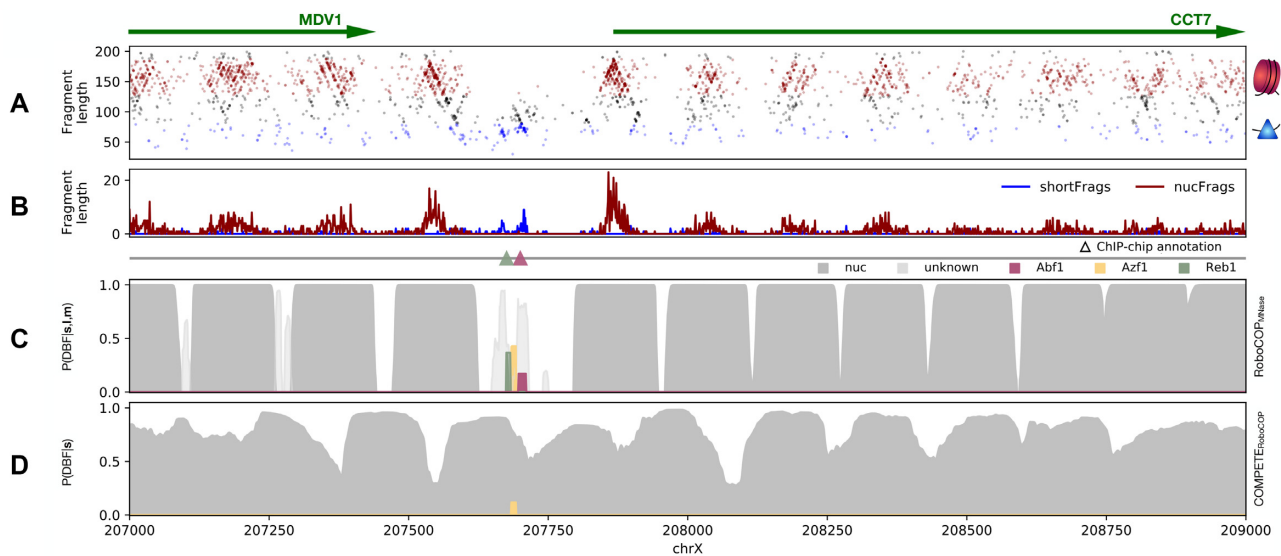 MDV1 CCT7
A
Fragment
length
200
150
100
50
B
Fragment
length
20
0
shortFrags nucFrags
ChIP-chip annotation
nuc unknown Abf1 Azf1 Reb1
C
P(DBF|s,l,m)
1.0
0.5
0.0
RoboCOP_MNase
D
P(DBF|s)
1.0
0.5
0.0
COMPETE_RoboCOP
207000 207250 207500 207750 208000 208250 208500 208750 209000
chrX